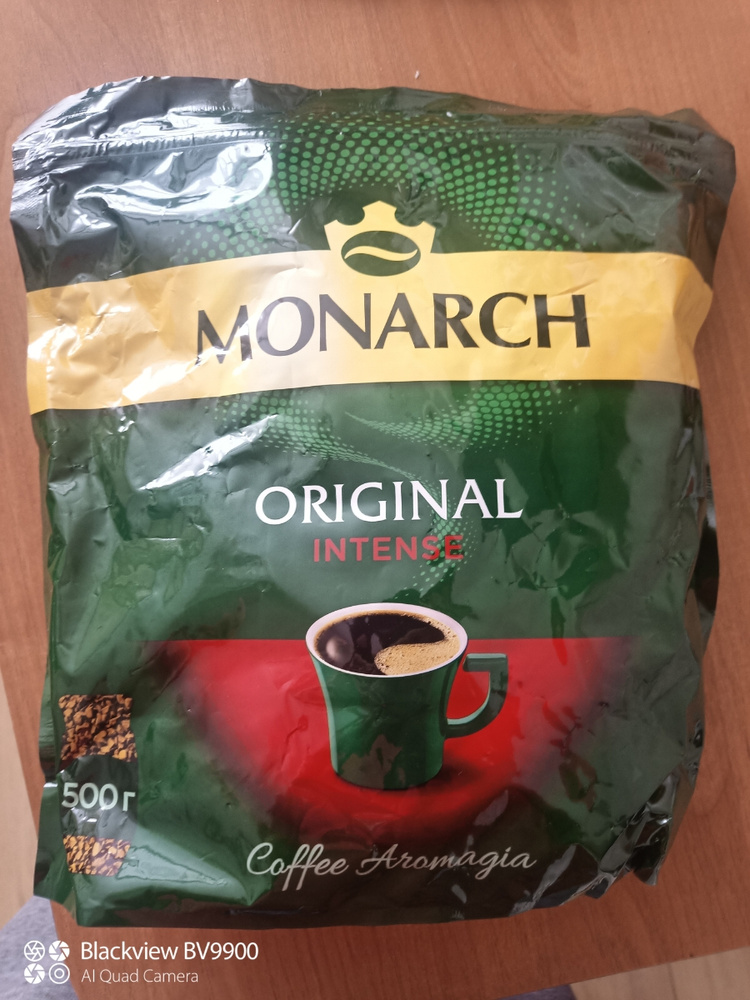 MONARCH
ORIGINAL
INTENSE
500г
Coffee Aromagia
Blackview BV9900
AI Quad Camera